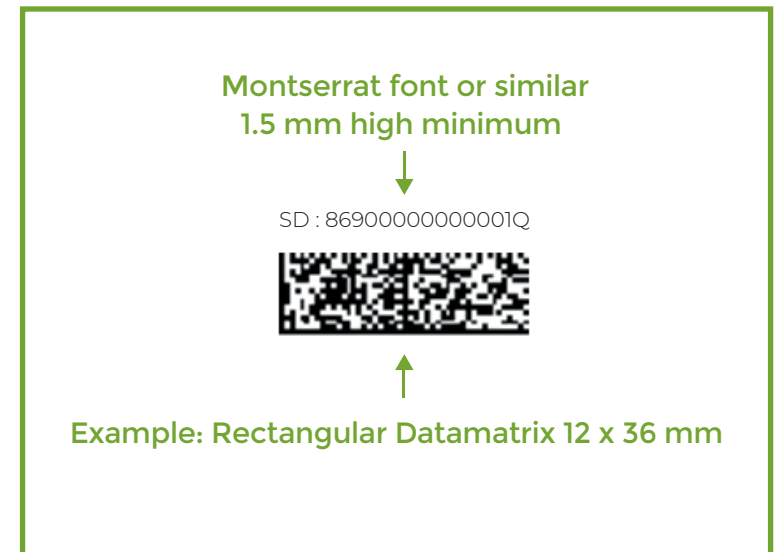 Montserrat font or similar
1.5 mm high minimum
SD : 86900000000001Q
Example: Rectangular Datamatrix 12 x 36 mm